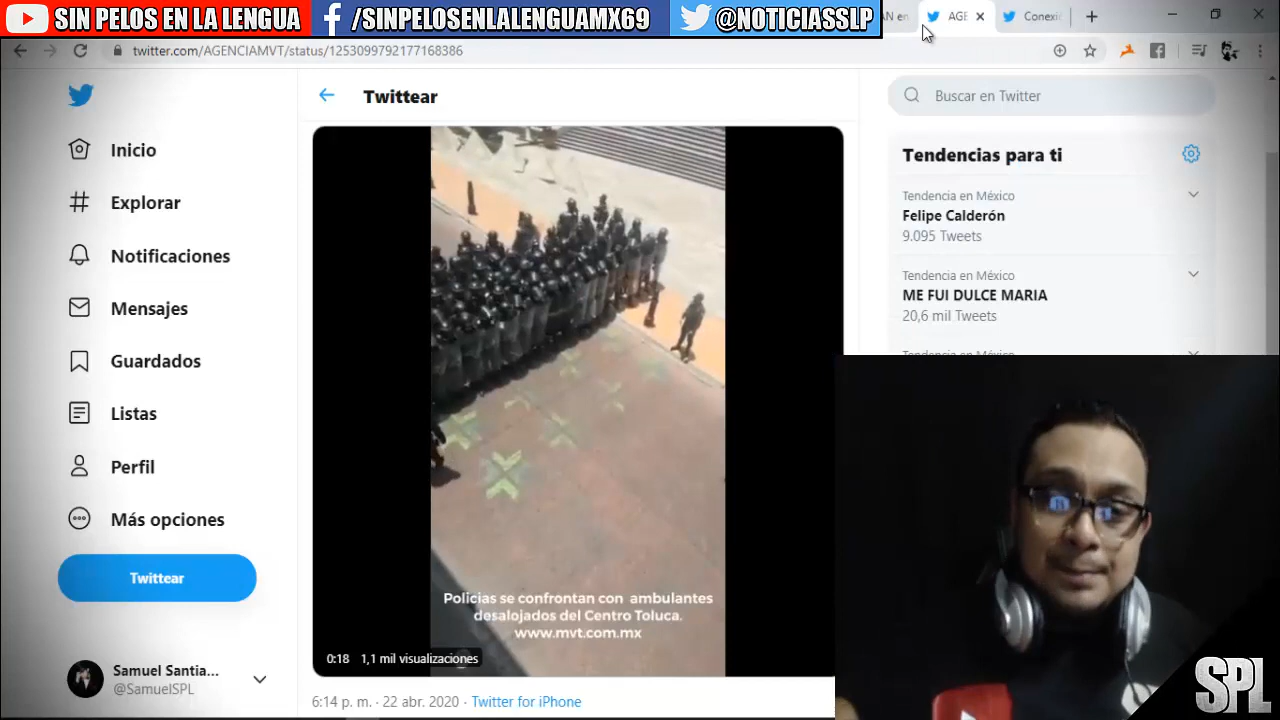 SIN PELOS EN LA LENGUA
/SINPELOSENLALENGUAMX69
@NOTICIASSLP
AN en
AGE
Conexi
twitter.com/AGENCIAMVT/status/1253099792177168386
Inicio
Explorar
Notificaciones
Mensajes
Guardados
Listas
Perfil
Más opciones
Twittear
Samuel Santia...
@SamuelSPL
Twittear
Policias se confrontan con ambulantes
desalojados del Centro Toluca.
www.mvt.com.mx
0:18 1,1 mil visualizaciones
6:14 p. m. · 22 abr. 2020 · Twitter for iPhone
Buscar en Twitter
Tendencias para ti
Tendencia en México
Felipe Calderón
9.095 Tweets
Tendencia en México
ME FUI DULCE MARIA
20,6 mil Tweets
SPL